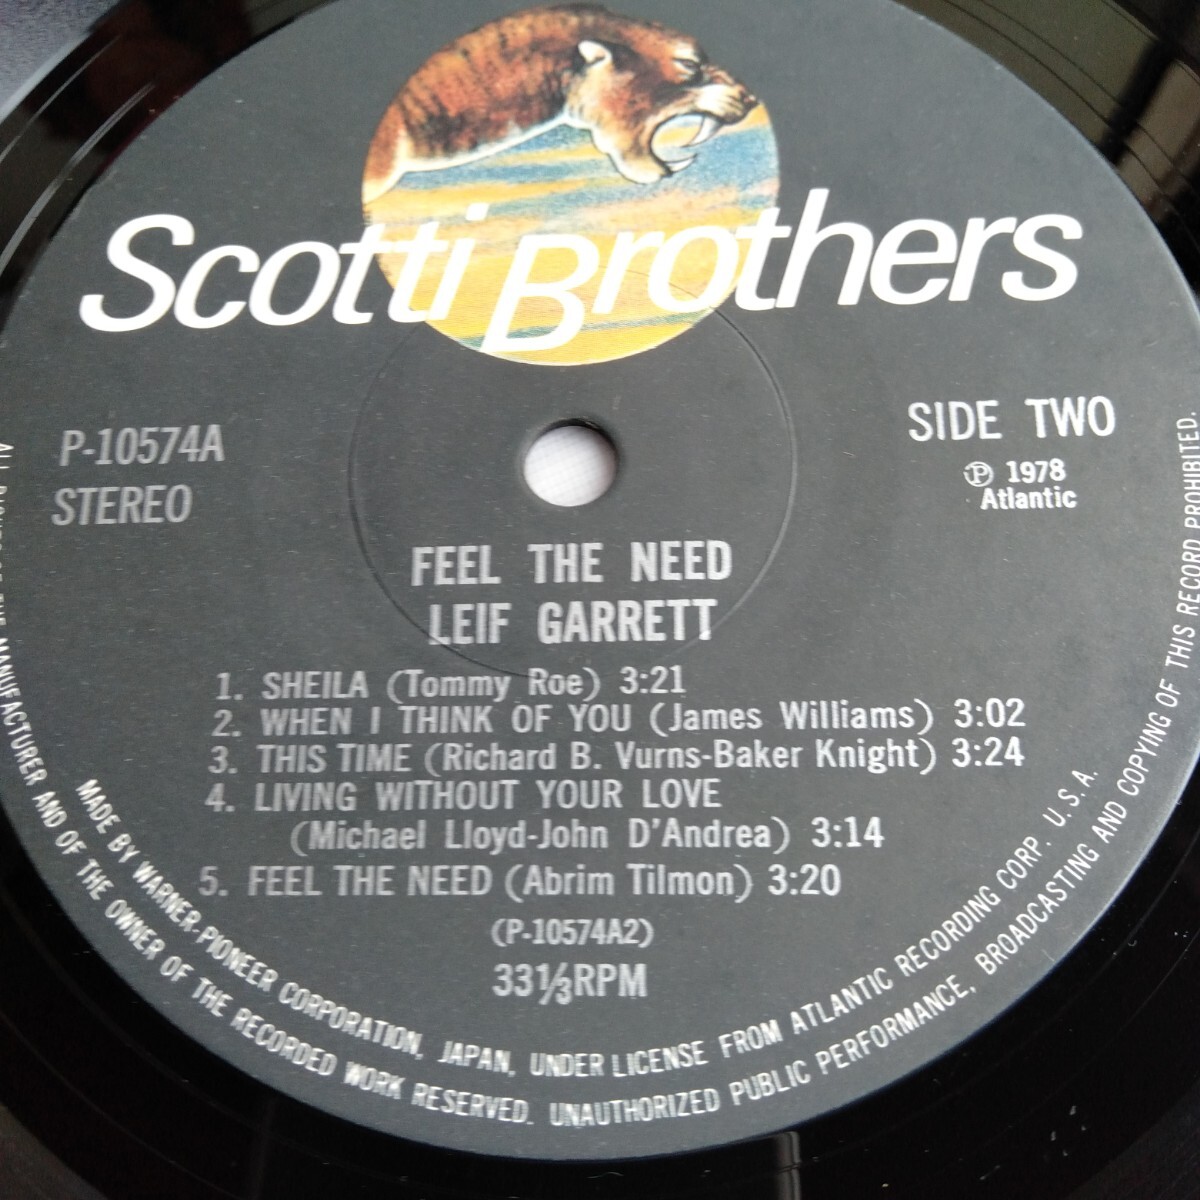 Scotti Brothers
P-10574A
STEREO
SIDE TWO
Ⓟ 1978
Atlantic
FEEL THE NEED
LEIF GARRETT
1. SHEILA (Tommy Roe) 3:21
2. WHEN I THINK OF YOU (James Williams) 3:02
3. THIS TIME (Richard B. Vurns-Baker Knight) 3:24
4. LIVING WITHOUT YOUR LOVE
(Michael Lloyd-John D'Andrea) 3:14
5. FEEL THE NEED (Abrim Tilmon) 3:20
(P-10574A2)
33⅓RPM
MADE BY WARNER-PIONEER CORPORATION, JAPAN, UNDER LICENSE FROM ATLANTIC RECORDING CORP. U.S.A.
ALL THE MANUFACTURER AND OF THE OWNER OF THE RECORDED WORK RESERVED. UNAUTHORIZED PUBLIC PERFORMANCE, BROADCASTING AND COPYING OF THIS RECORD PROHIBITED.